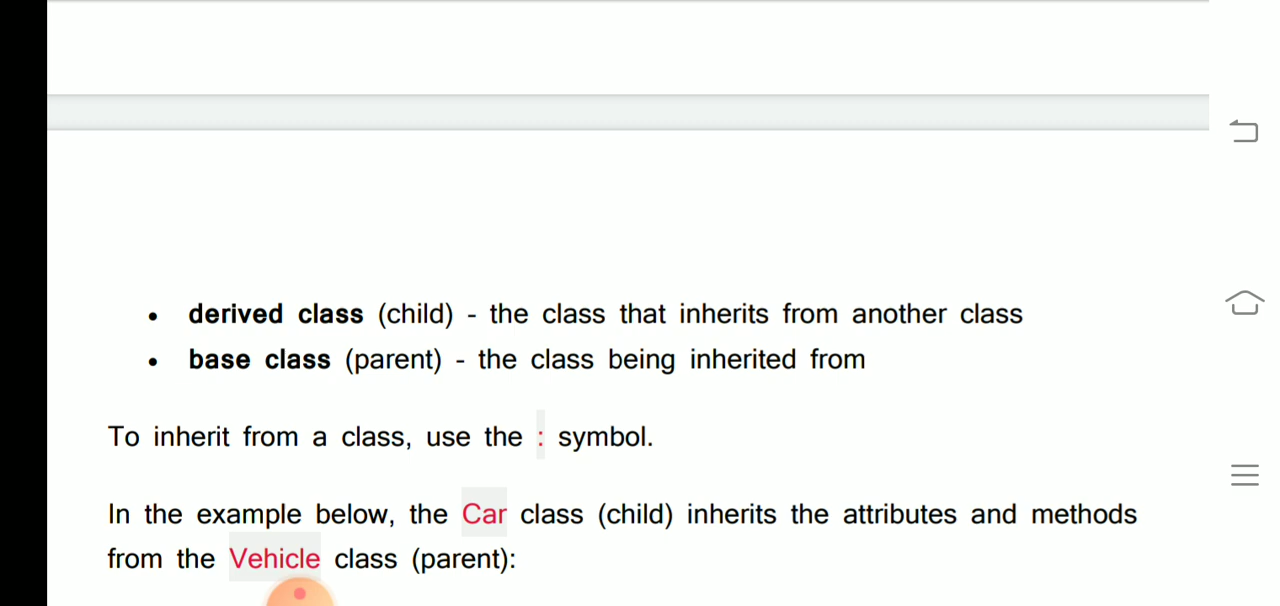 • derived class (child) - the class that inherits from another class
• base class (parent) - the class being inherited from
To inherit from a class, use the : symbol.
In the example below, the Car class (child) inherits the attributes and methods
from the Vehicle class (parent):